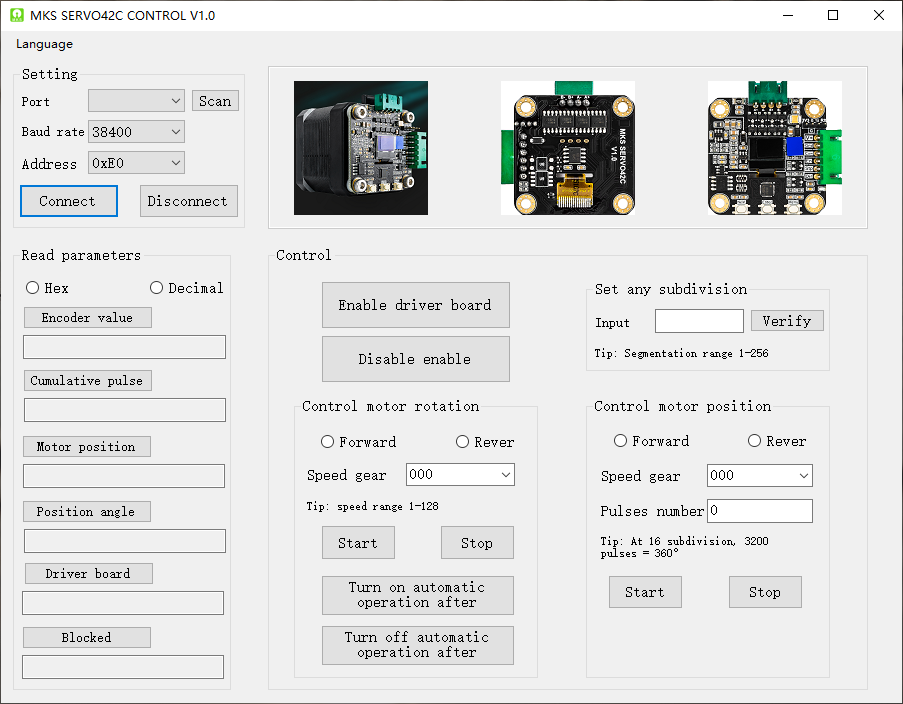 MKS SERVO42C CONTROL V1.0
Language
Setting
Port
Scan
Baud rate
38400
Address
0xE0
Connect
Disconnect
MKS SERVO42C
V1.0
Read parameters
Hex
Decimal
Encoder value
Cumulative pulse
Motor position
Position angle
Driver board
Blocked
Control
Enable driver board
Disable enable
Set any subdivision
Input
Verify
Tip: Segmentation range 1-256
Control motor rotation
Forward
Rever
Speed gear
000
Tip: speed range 1-128
Start
Stop
Turn on automatic
operation after
Turn off automatic
operation after
Control motor position
Forward
Rever
Speed gear
000
Pulses number
0
Tip: At 16 subdivision, 3200
pulses = 360°
Start
Stop